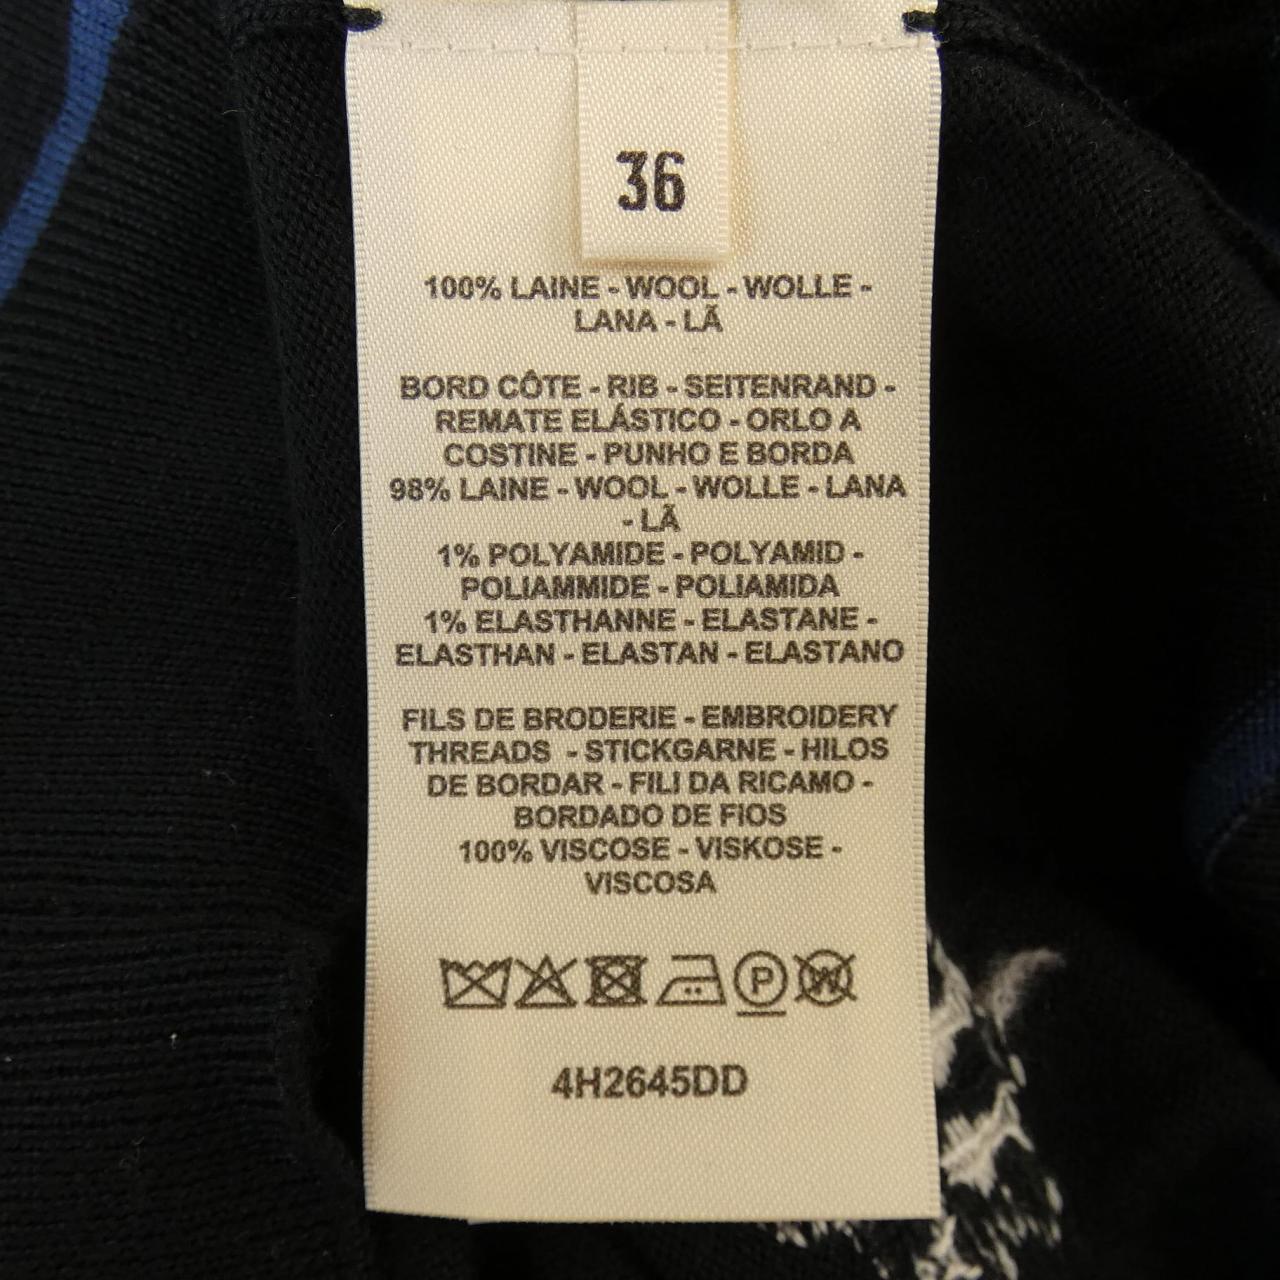 36
100% LAINE - WOOL - WOLLE -
LANA - LÃ
BORD CÔTE - RIB - SEITENRAND -
REMATE ELÁSTICO - ORLO A
COSTINE - PUNHO E BORDA
98% LAINE - WOOL - WOLLE - LANA
- LÃ
1% POLYAMIDE - POLYAMID -
POLIAMMIDE - POLIAMIDA
1% ELASTHANNE - ELASTANE -
ELASTHAN - ELASTAN - ELASTANO
FILS DE BRODERIE - EMBROIDERY
THREADS - STICKGARNE - HILOS
DE BORDAR - FILI DA RICAMO -
BORDADO DE FIOS
100% VISCOSE - VISKOSE -
VISCOSA
P W
4H2645DD